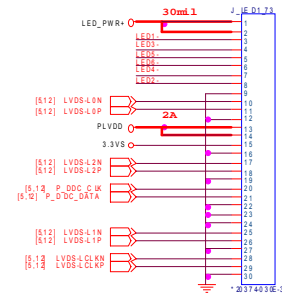 30mil
J_LED1_73
LED_PWR+
1
2
LED1-
3
LED3-
4
LED5-
5
LED6-
6
LED4-
7
LED2-
8
9
[5,12] LVDS-L0N
10
[5,12] LVDS-L0P
11
2A
12
PLVDD
13
14
3.3VS
15
16
[5,12] LVDS-L2N
17
[5,12] LVDS-L2P
18
19
[5,12] P_DDC_CLK
20
[5,12] P_DDC_DATA
21
22
23
24
[5,12] LVDS-L1N
25
[5,12] LVDS-L1P
26
27
[5,12] LVDS-LCLKN
28
[5,12] LVDS-LCLKP
29
30
*20374-030E-3